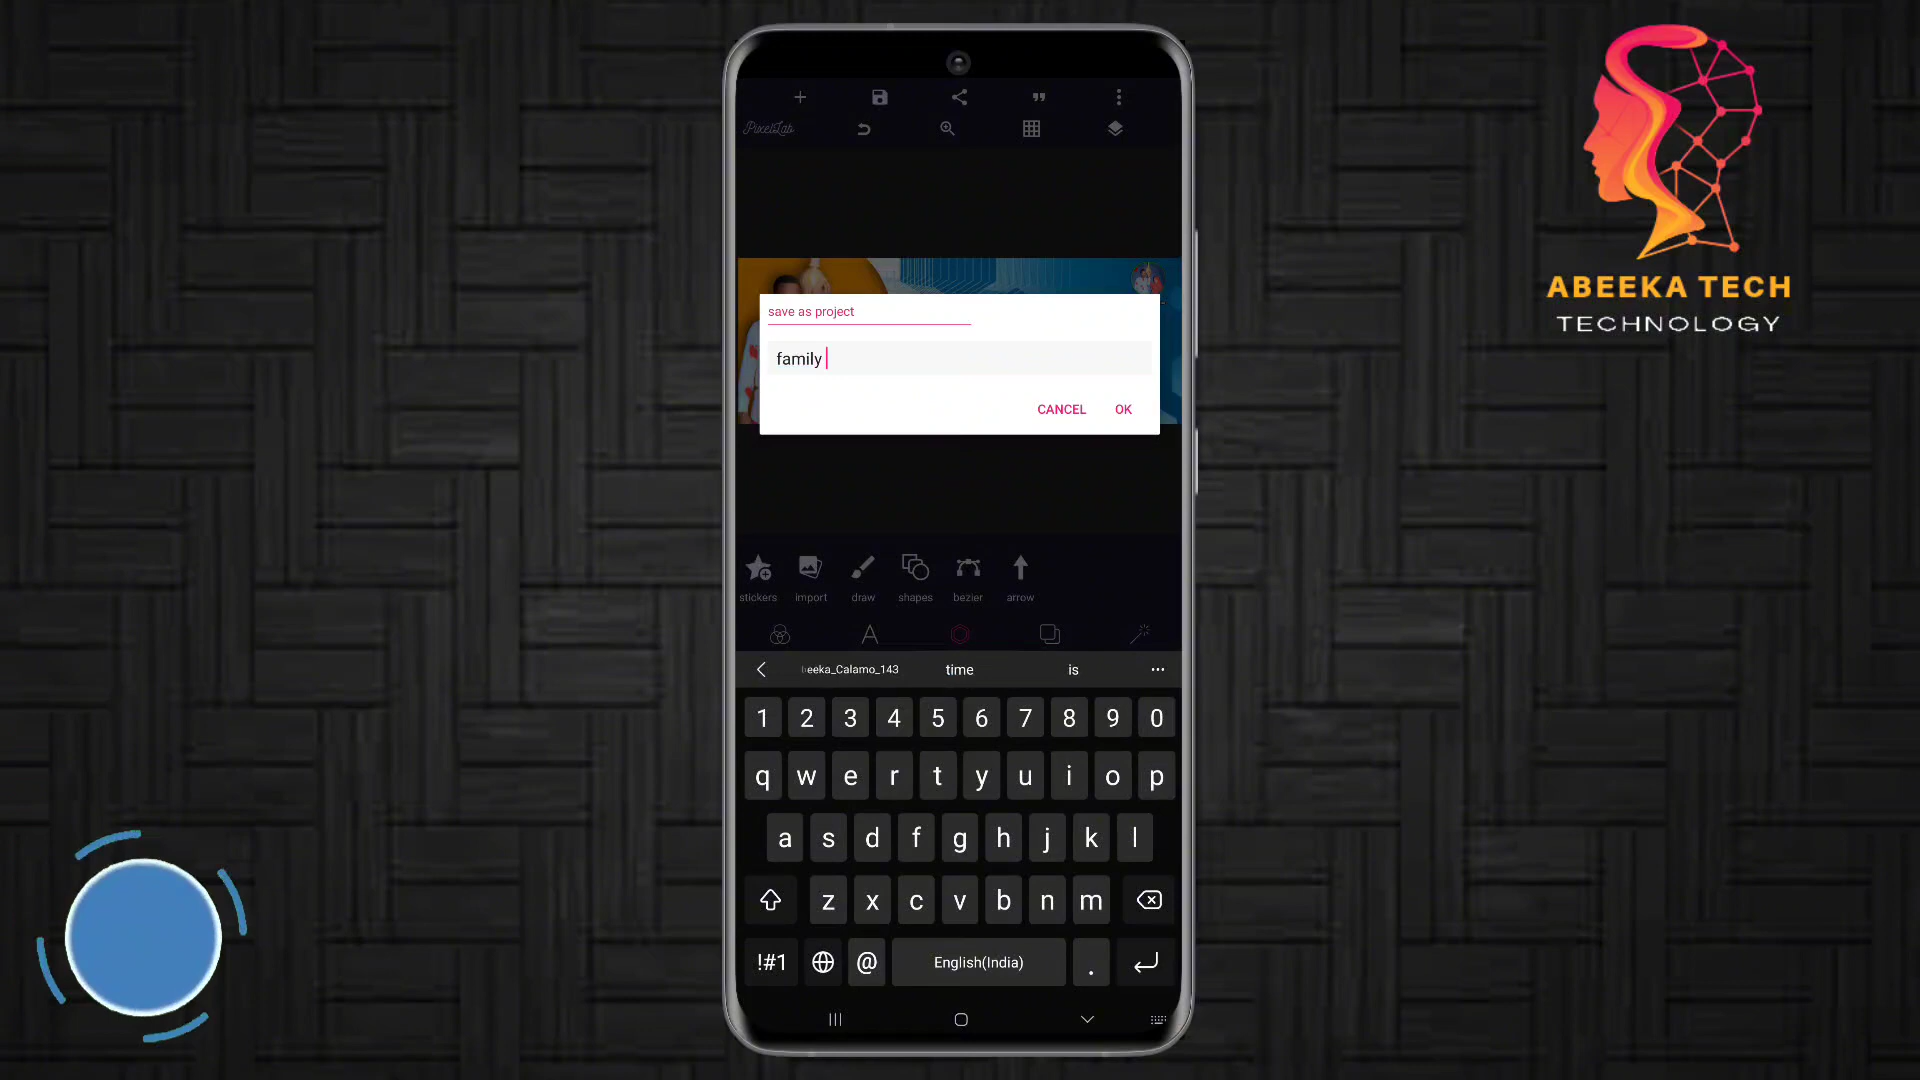 ABEEKA TECH
TECHNOLOGY
PixelLab
save as project
family
CANCEL OK
stickers import draw shapes bezier arrow
eeka_Calamo_143 time is
1 2 3 4 5 6 7 8 9 0
q w e r t y u i o p
a s d f g h j k l
z x c v b n m
!#1 @ English(India) .